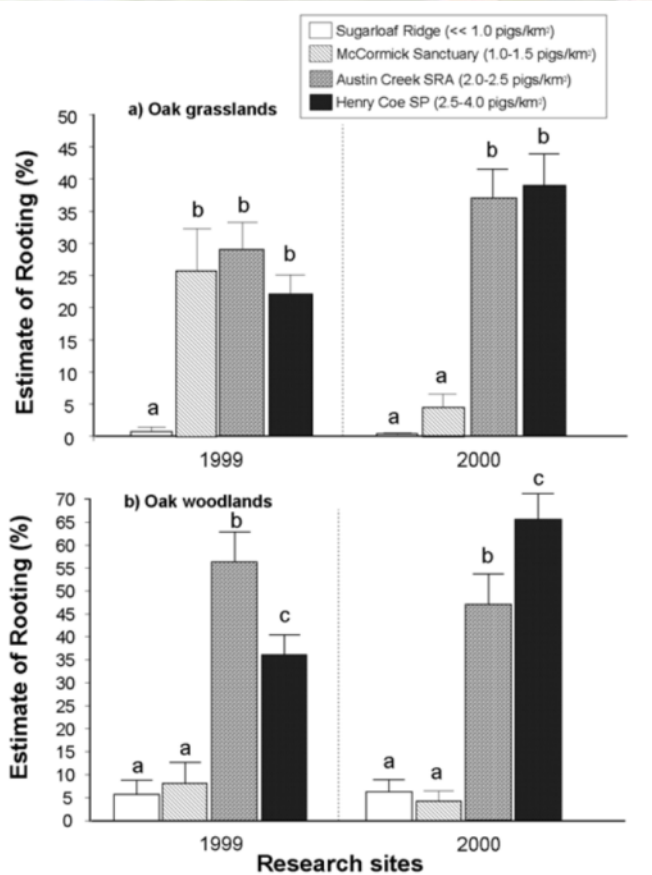 Sugarloaf Ridge (<< 1.0 pigs/km²)
McCormick Sanctuary (1.0-1.5 pigs/km²)
Austin Creek SRA (2.0-2.5 pigs/km²)
Henry Coe SP (2.5-4.0 pigs/km²)
a) Oak grasslands
Estimate of Rooting (%)
50
45
40
35
30
25
20
15
10
5
0
a
b
b
b
a
a
b
b
1999
2000
b) Oak woodlands
Estimate of Rooting (%)
70
65
60
55
50
45
40
35
30
25
20
15
10
5
0
a
a
b
c
a
a
b
c
1999
2000
Research sites